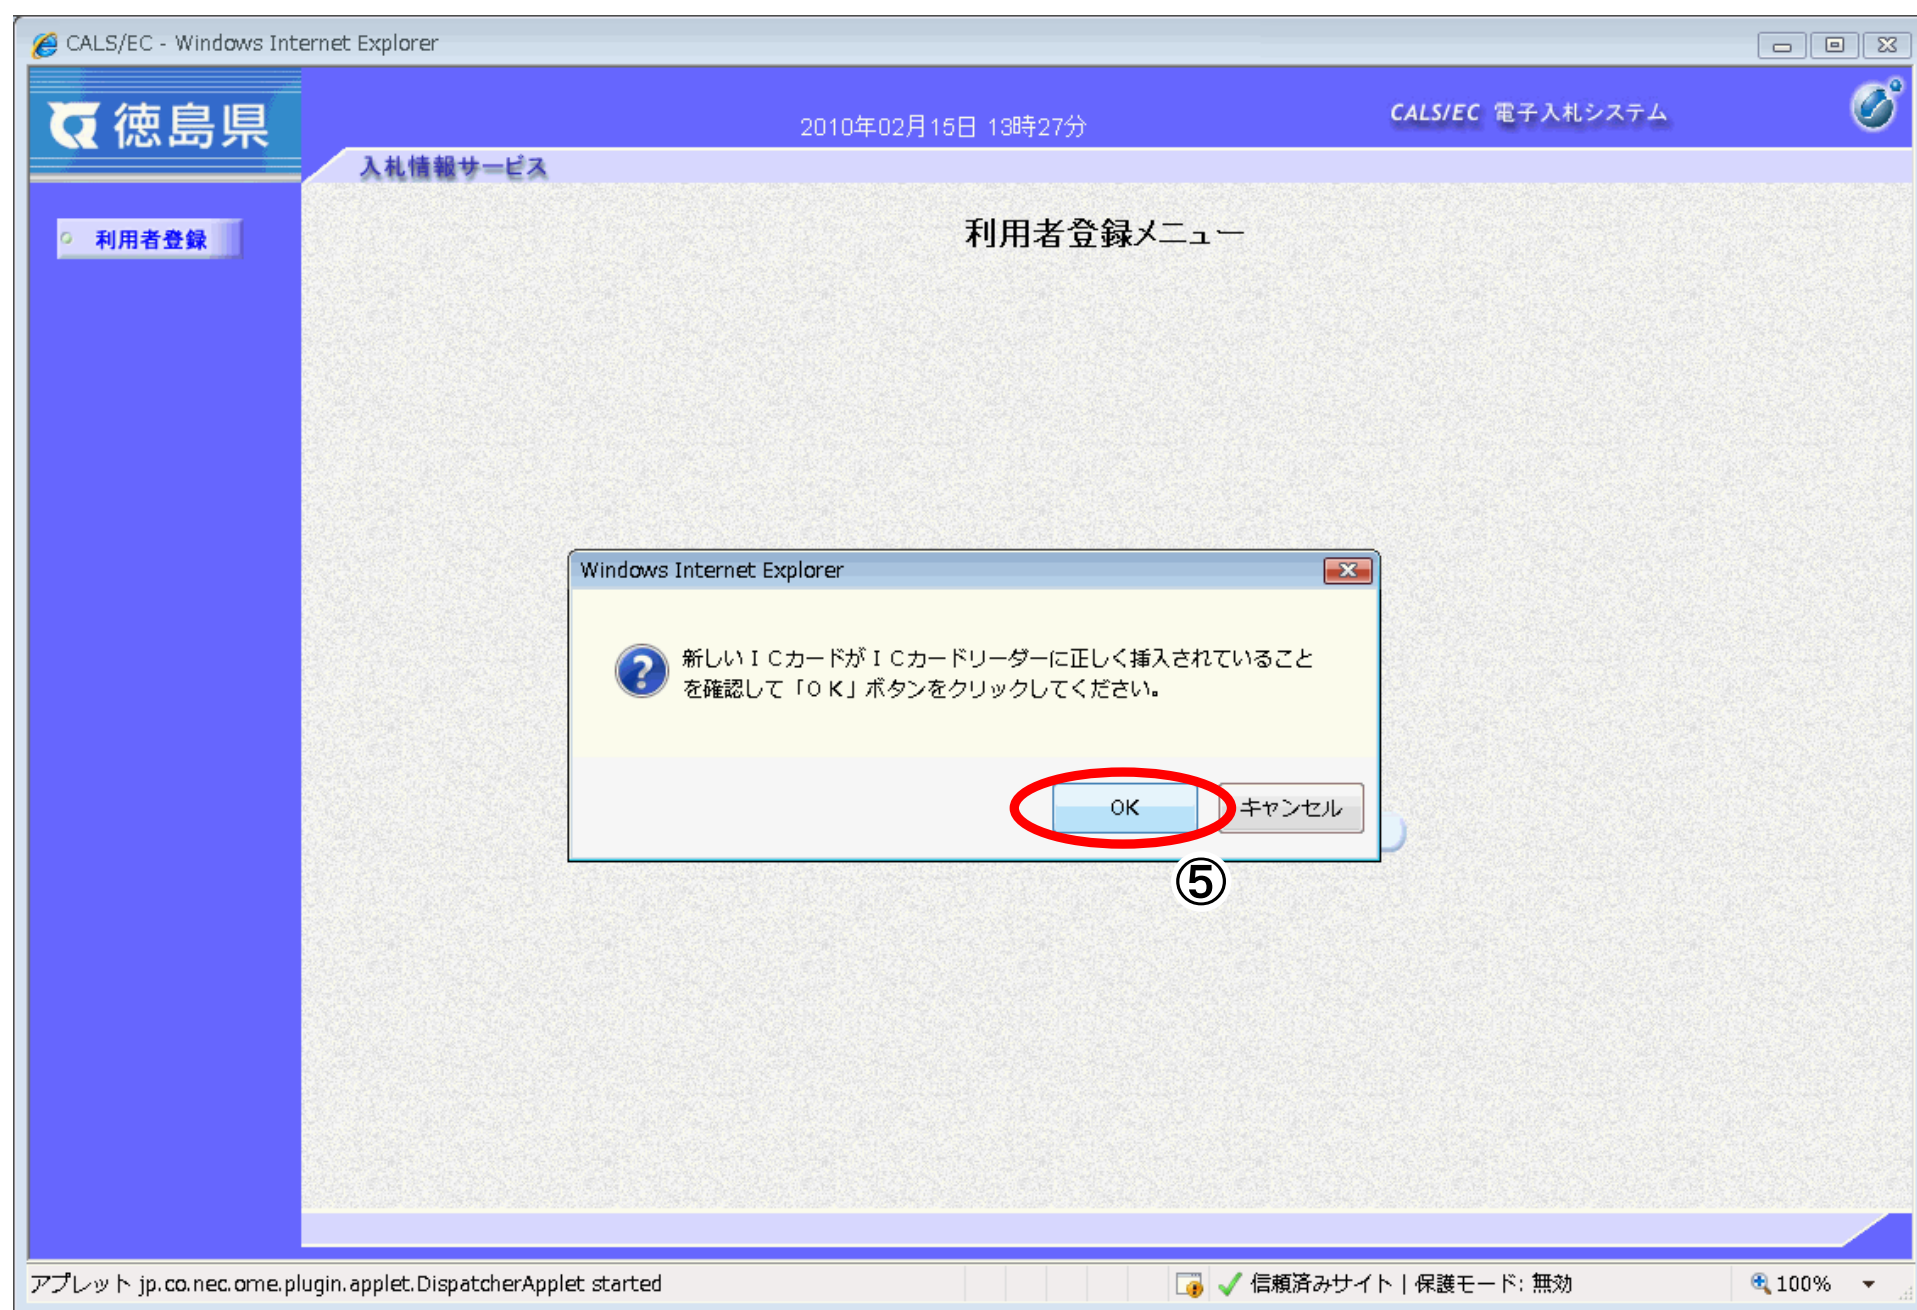 CALS/EC - Windows Internet Explorer
徳島県
2010年02月15日 13時27分
CALS/EC 電子入札システム
入札情報サービス
利用者登録
利用者登録メニュー
Windows Internet Explorer
新しいＩＣカードがＩＣカードリーダーに正しく挿入されていること
を確認して「ＯＫ」ボタンをクリックしてください。
OK
キャンセル
⑤
アプレット jp.co.nec.ome.plugin.applet.DispatcherApplet started
信頼済みサイト | 保護モード: 無効
100%